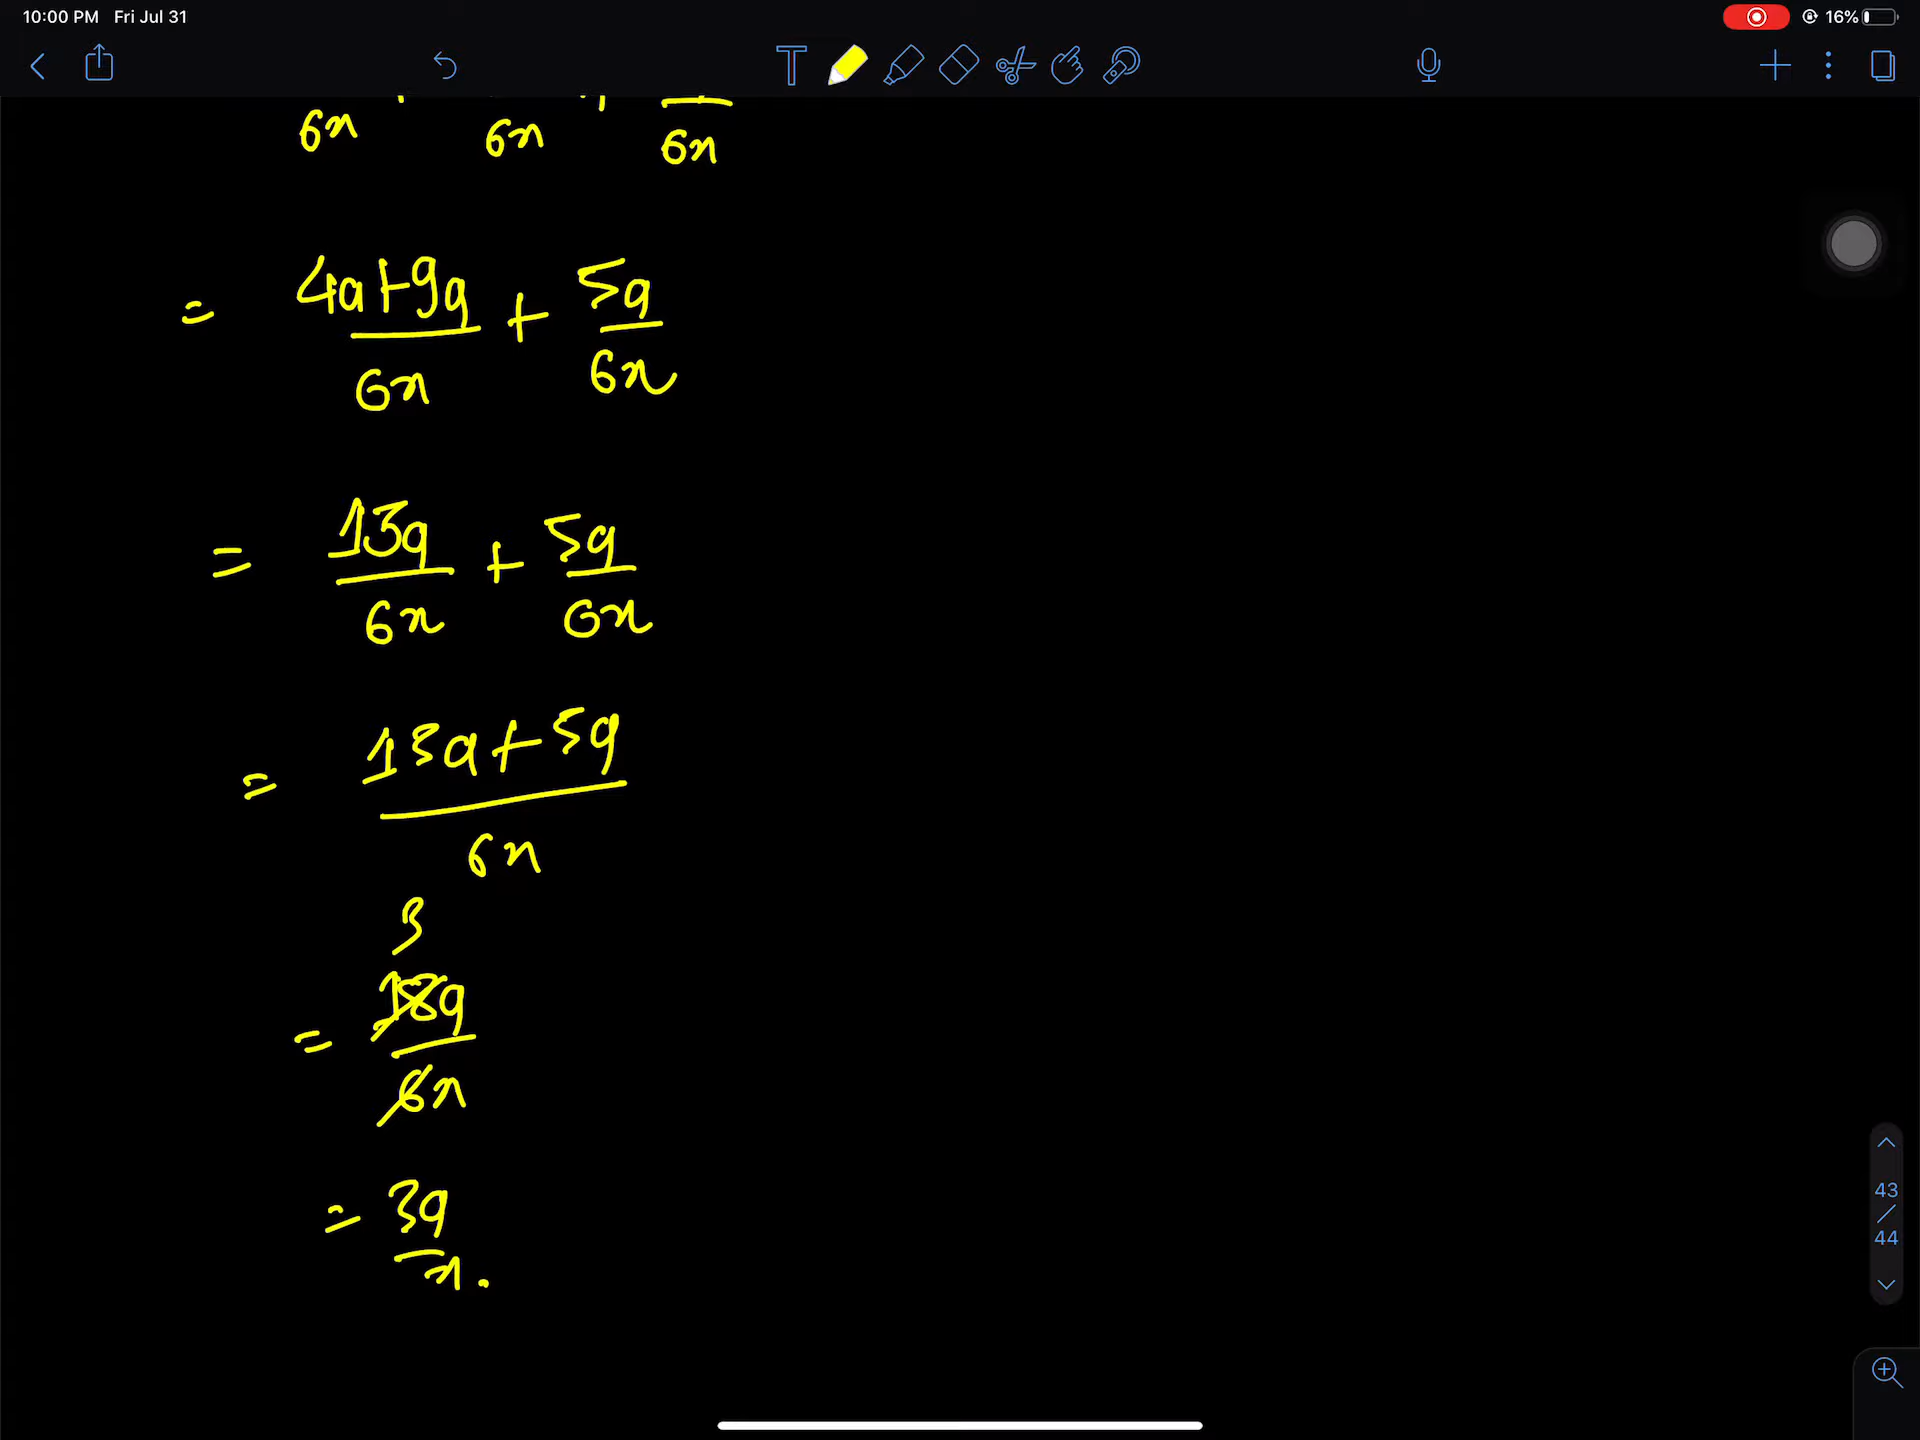 10:00 PM Fri Jul 31 16%
T
6x 6x 6x
= 4a+9a/6x + 5a/6x
= 13a/6x + 5a/6x
= 13a+5a/6x
3
= 18a/6x
= 3a/x.
43
/
44